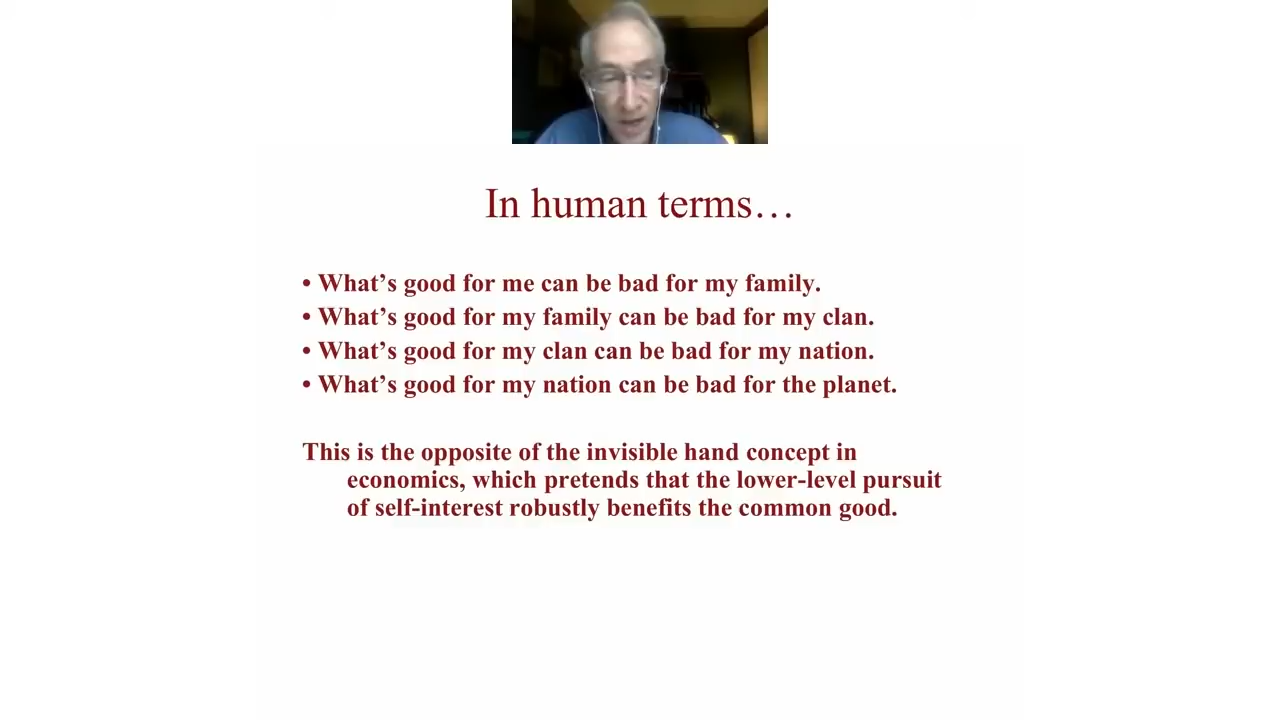 In human terms…
• What’s good for me can be bad for my family.
• What’s good for my family can be bad for my clan.
• What’s good for my clan can be bad for my nation.
• What’s good for my nation can be bad for the planet.
This is the opposite of the invisible hand concept in
economics, which pretends that the lower-level pursuit
of self-interest robustly benefits the common good.